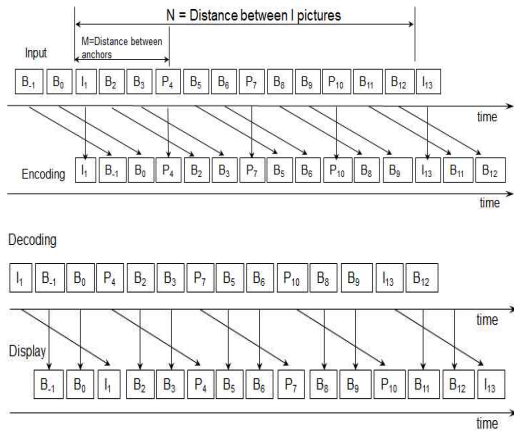 N = Distance between I pictures
M=Distance between
anchors
Input
B-1 B0 I1 B2 B3 P4 B5 B6 P7 B8 B9 P10 B11 B12 I13
time
Encoding I1 B-1 B0 P4 B2 B3 P7 B5 B6 P10 B8 B9 I13 B11 B12
time
Decoding
I1 B-1 B0 P4 B2 B3 P7 B5 B6 P10 B8 B9 I13 B12
time
Display
B-1 B0 I1 B2 B3 P4 B5 B6 P7 B8 B9 P10 B11 B12 I13
time